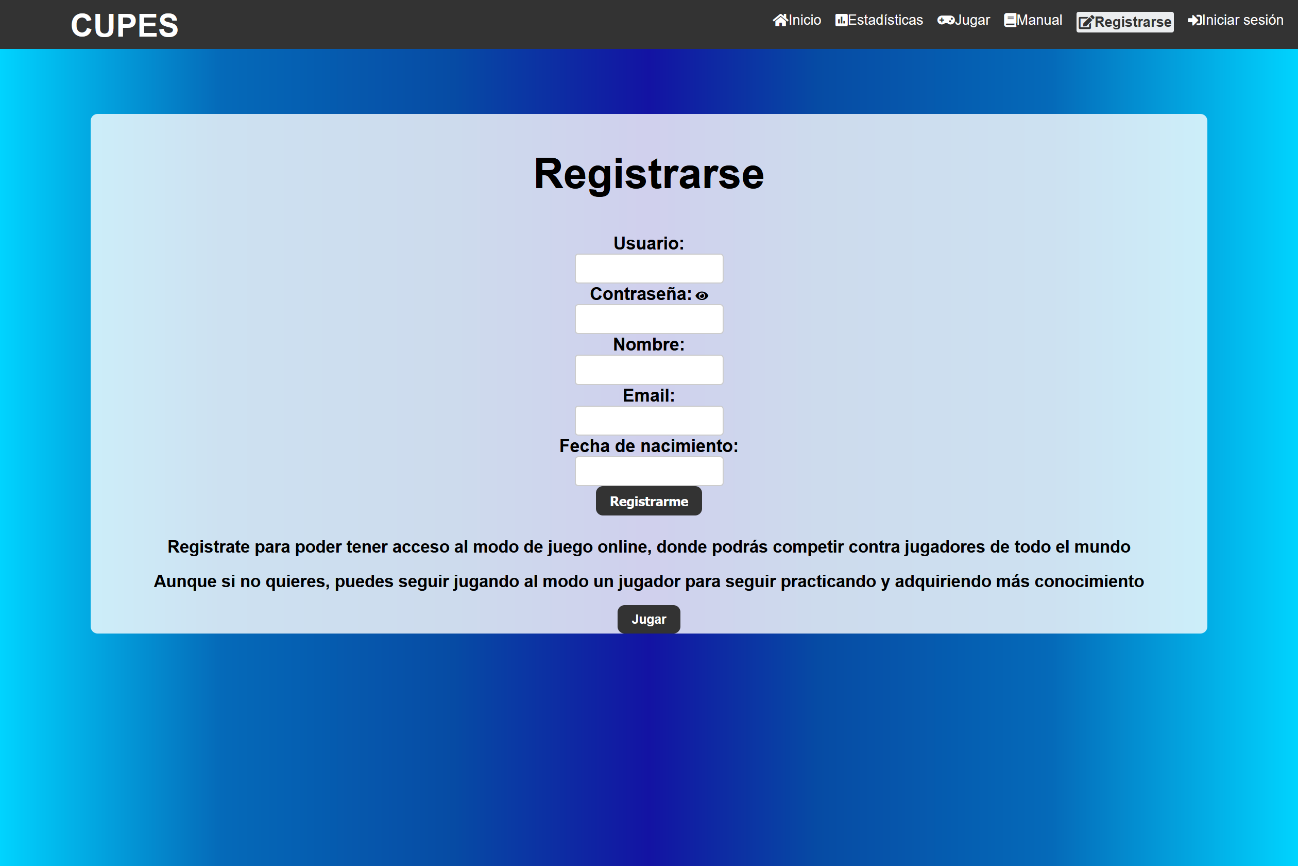 CUPES
Inicio
Estadísticas
Jugar
Manual
Registrarse
Iniciar sesión
Registrarse
Usuario:
Contraseña:
Nombre:
Email:
Fecha de nacimiento:
Registrarme
Registrate para poder tener acceso al modo de juego online, donde podrás competir contra jugadores de todo el mundo
Aunque si no quieres, puedes seguir jugando al modo un jugador para seguir practicando y adquiriendo más conocimiento
Jugar